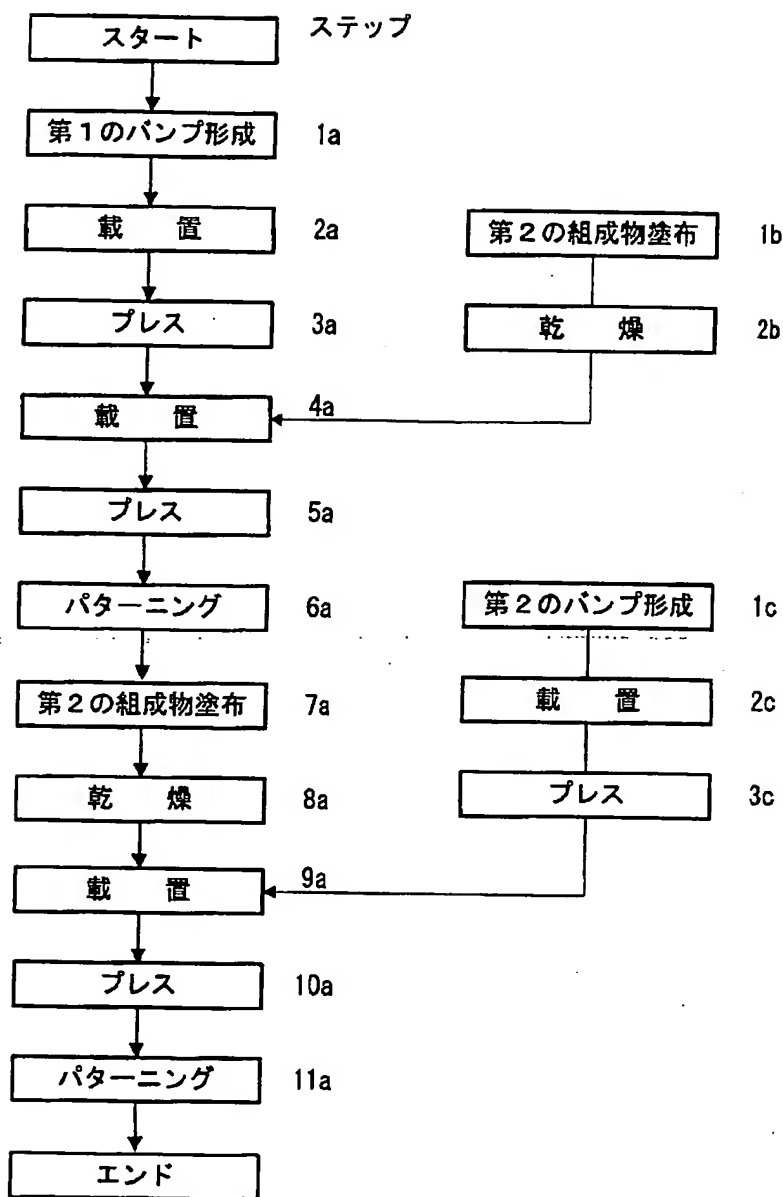 スタート ステップ
第1のバンプ形成 1a
載 置 2a
プレス 3a
載 置 4a
プレス 5a
パターニング 6a
第2の組成物塗布 7a
乾 燥 8a
載 置 9a
プレス 10a
パターニング 11a
エンド
第2の組成物塗布 1b
乾 燥 2b
第2のバンプ形成 1c
載 置 2c
プレス 3c